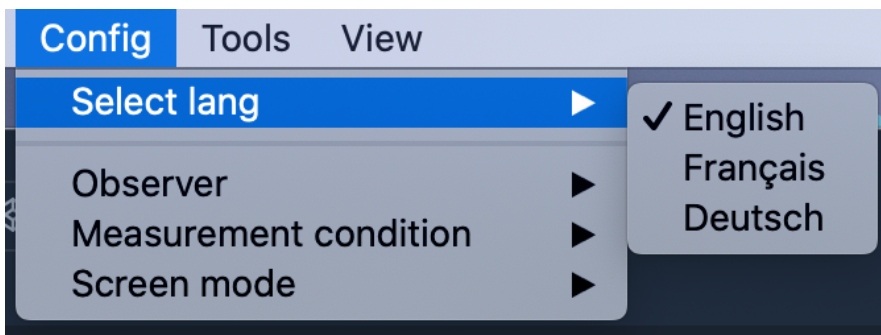 Config Tools View
Select lang
English
Français
Deutsch
Observer
Measurement condition
Screen mode